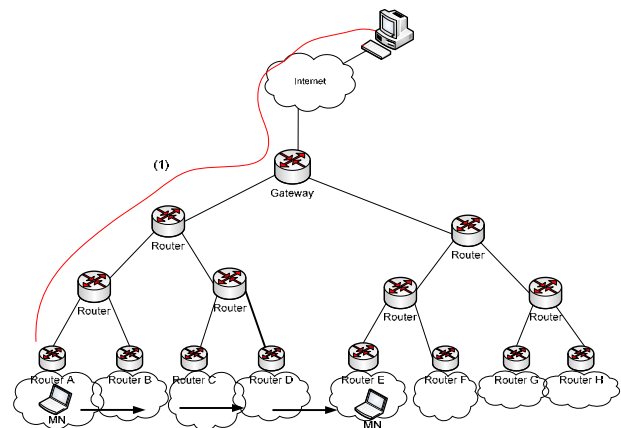 Internet
(1)
Gateway
Router
Router
Router
Router
Router
Router
Router A
Router B
Router C
Router D
Router E
Router F
Router G
Router H
MN
MN